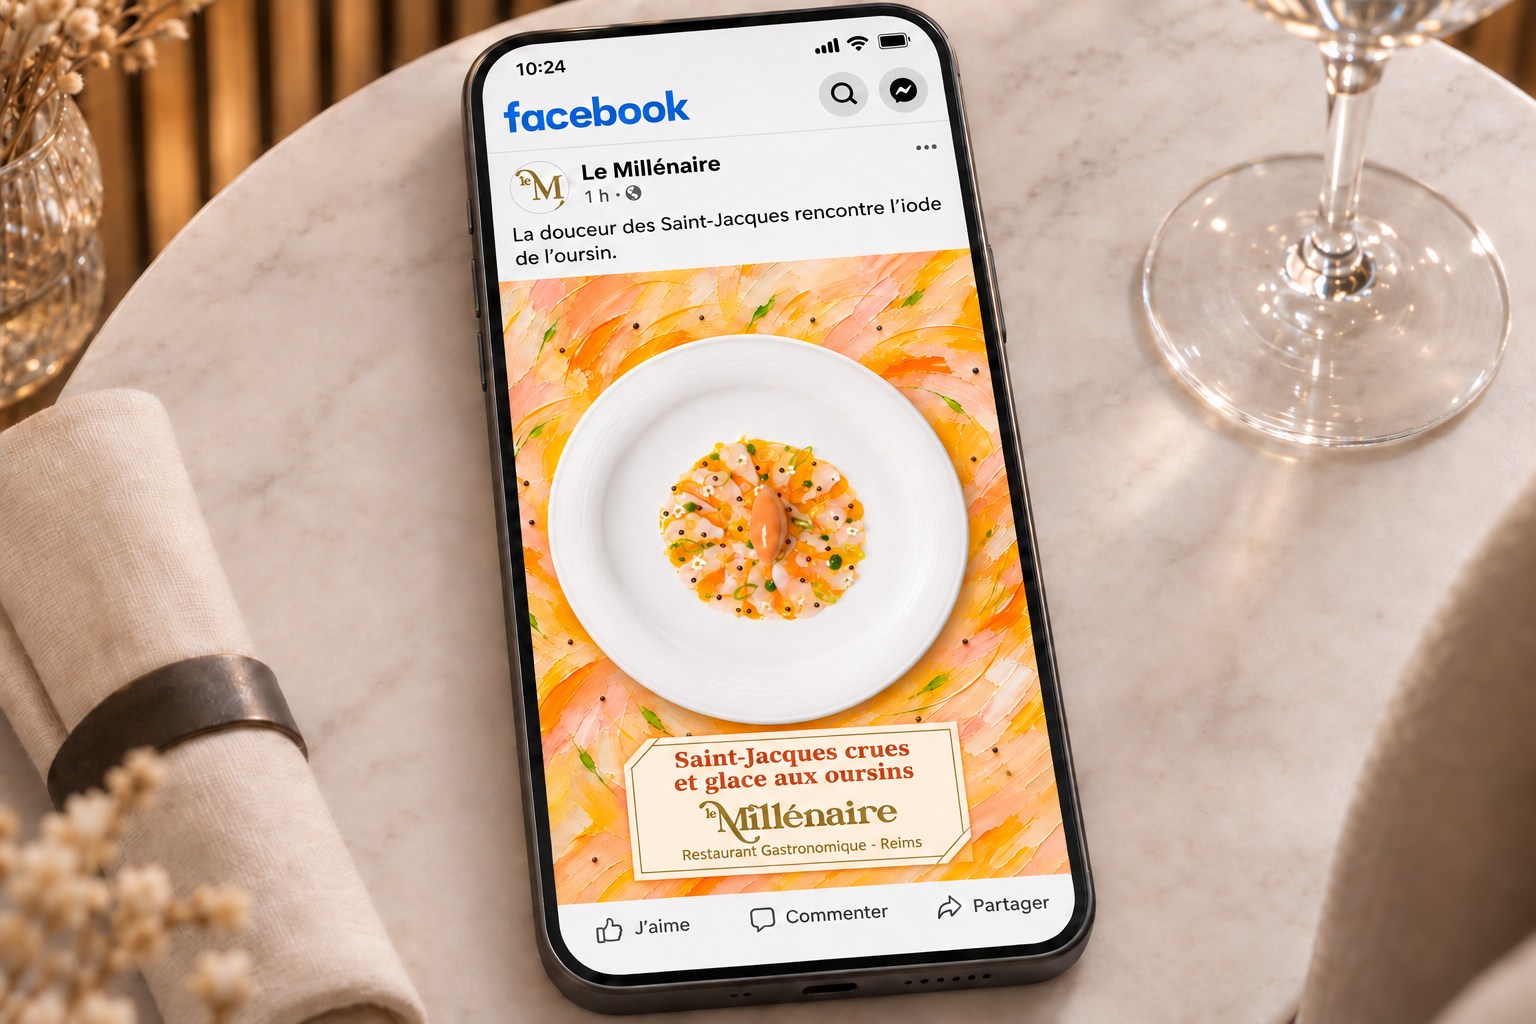 10:24
facebook
le M
Le Millénaire
1 h ·
La douceur des Saint-Jacques rencontre l'iode
de l'oursin.
Saint-Jacques crues
et glace aux oursins
le Millénaire
Restaurant Gastronomique - Reims
J'aime
Commenter
Partager